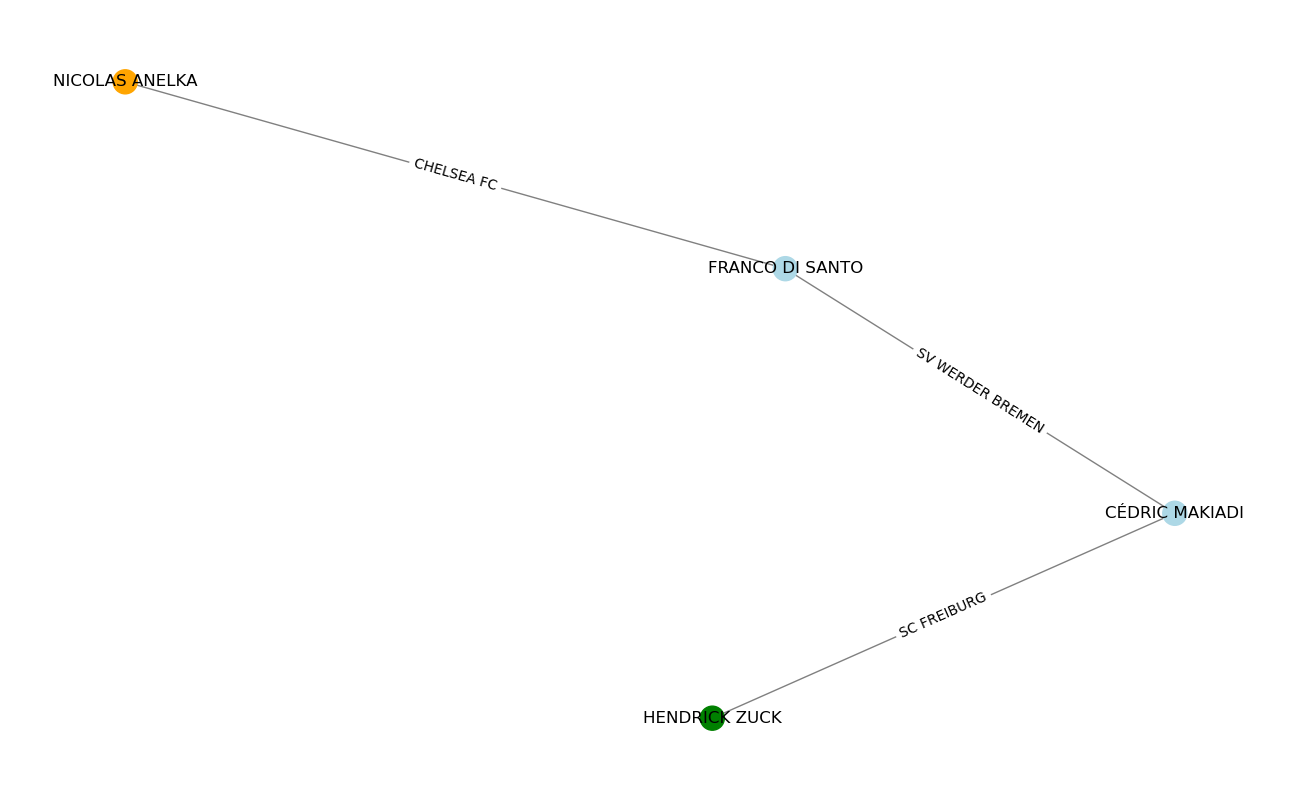 NICOLAS ANELKA
CHELSEA FC
FRANCO DI SANTO
SV WERDER BREMEN
CÉDRIC MAKIADI
SC FREIBURG
HENDRICK ZUCK